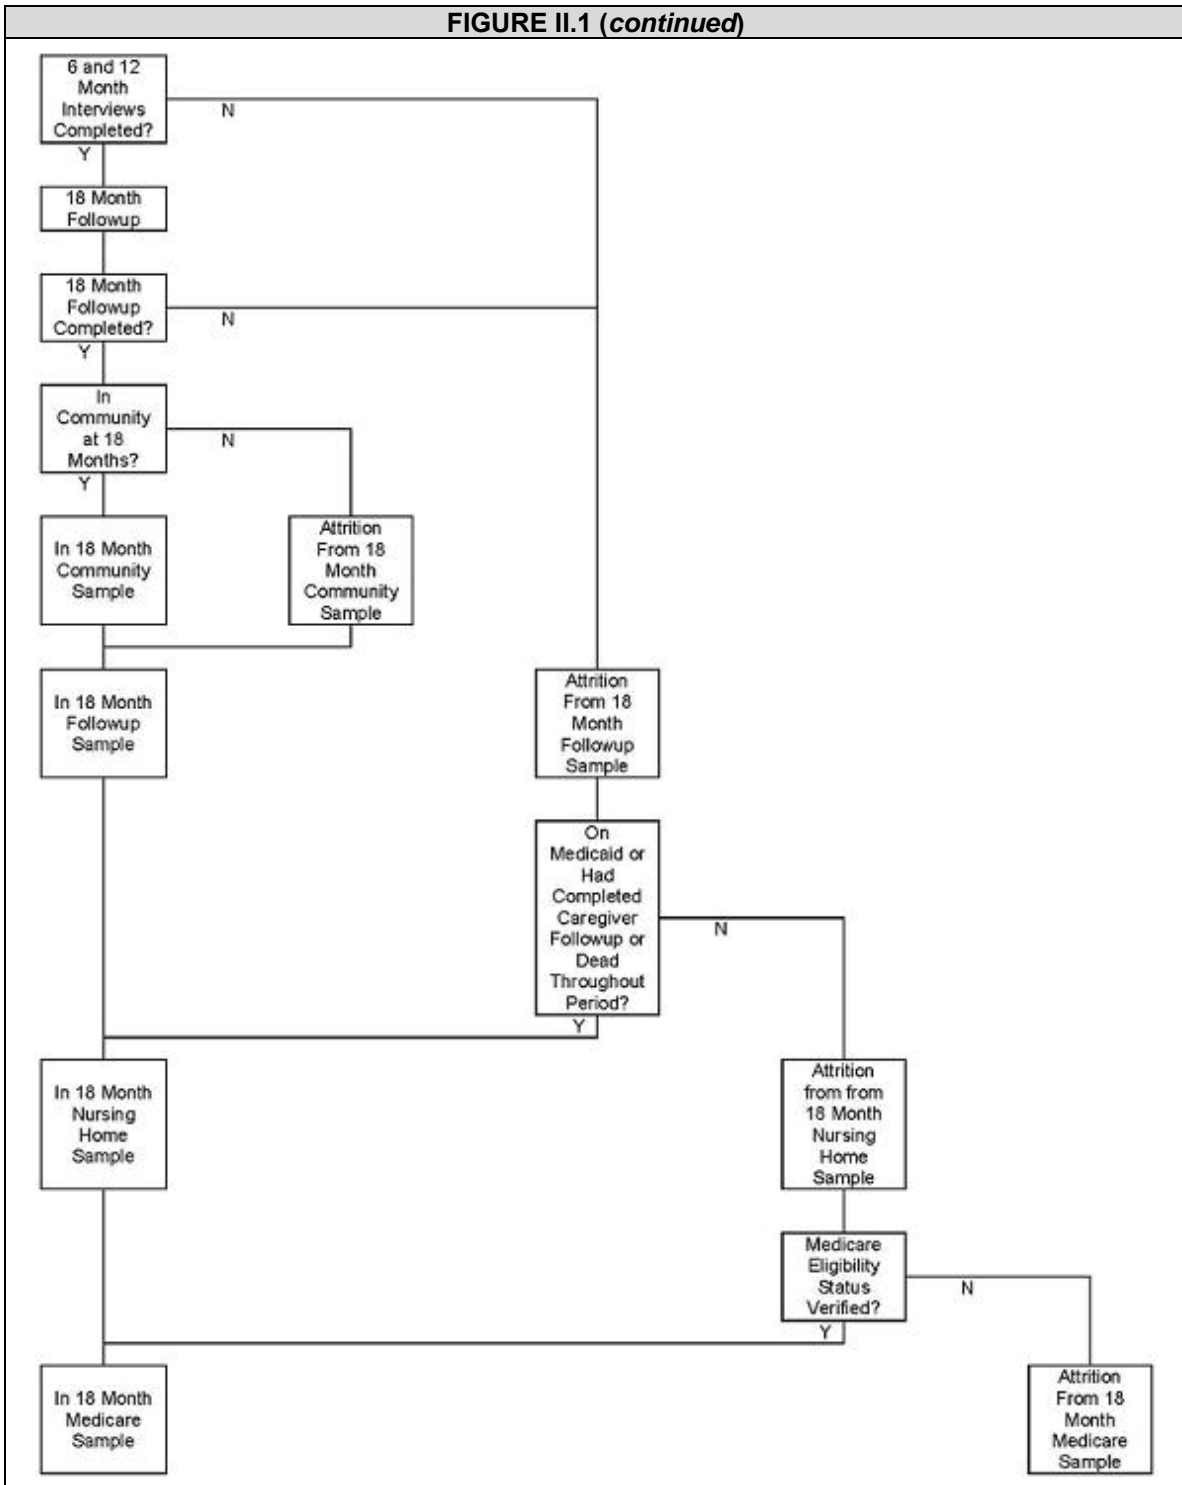 FIGURE II.1 (continued)
6 and 12
Month
Interviews
Completed?
N
Y
18 Month
Followup
18 Month
Followup
Completed?
N
Y
In
Community
at 18
Months?
N
Y
In 18 Month
Community
Sample
Attrition
From 18
Month
Community
Sample
In 18 Month
Followup
Sample
Attrition
From 18
Month
Followup
Sample
On
Medicaid or
Had
Completed
Caregiver
Followup or
Dead
Throughout
Period?
N
Y
In 18 Month
Nursing
Home
Sample
Attrition
from from
18 Month
Nursing
Home
Sample
Medicare
Eligibility
Status
Verified?
N
Y
In 18 Month
Medicare
Sample
Attrition
From 18
Month
Medicare
Sample